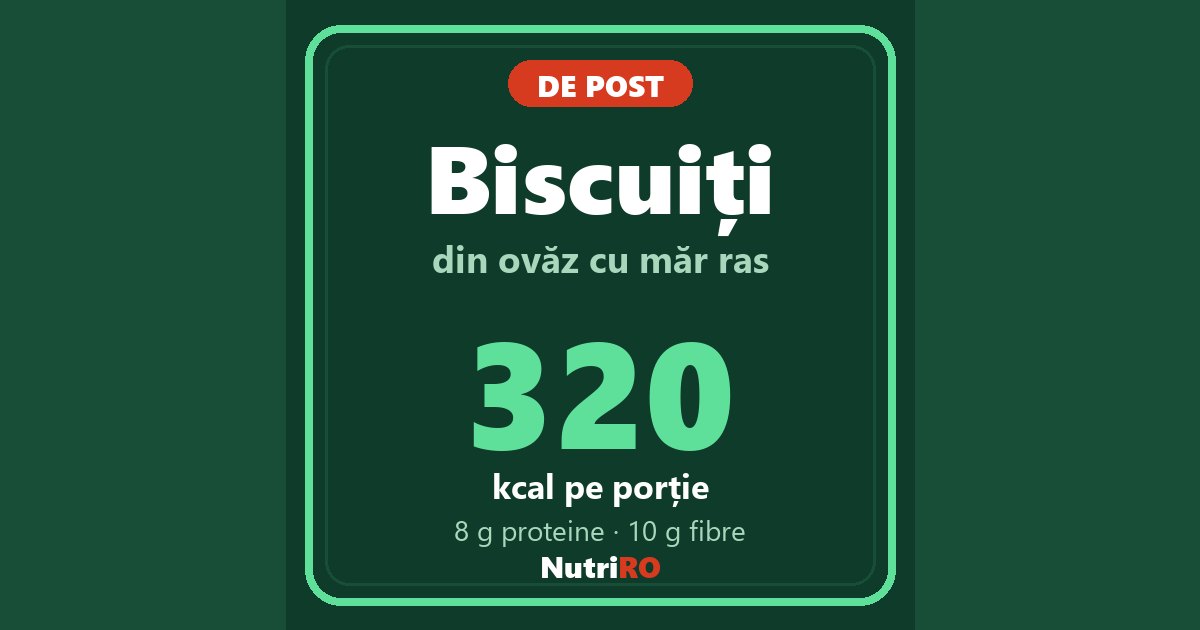 DE POST
Biscuiți
din ovăz cu măr ras
320
kcal pe porție
8 g proteine · 10 g fibre
NutriRO